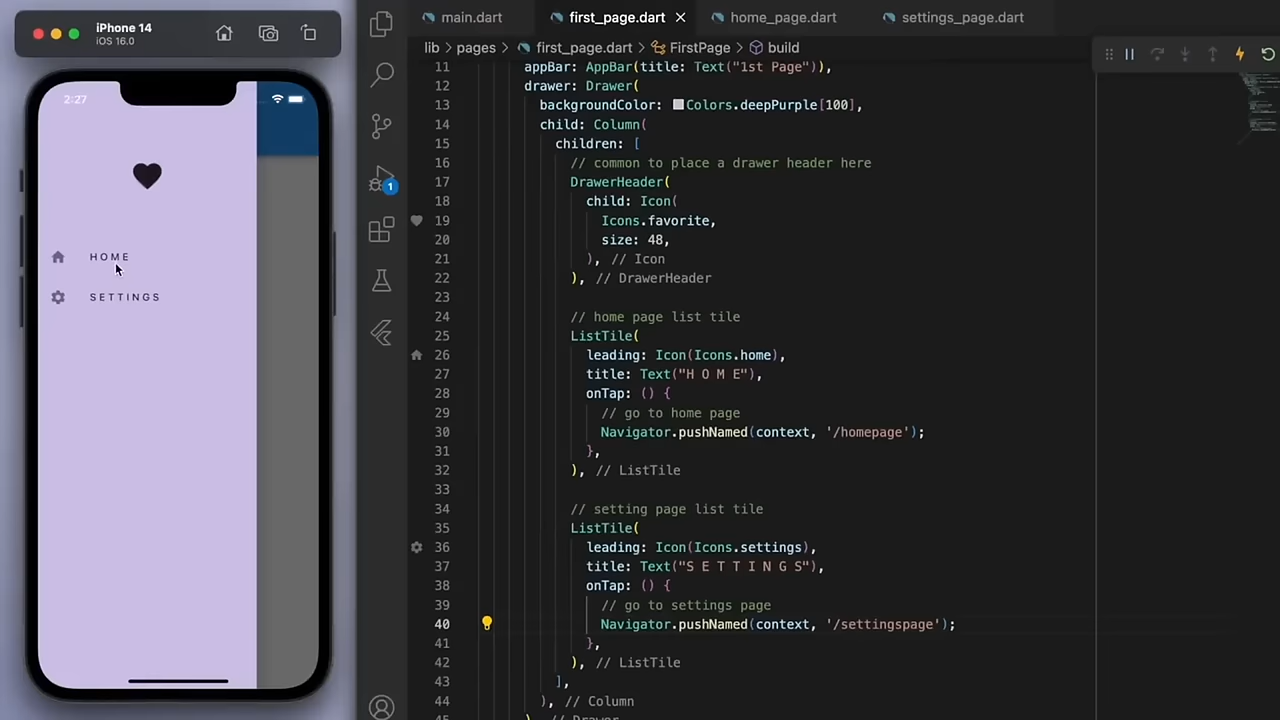 iPhone 14
iOS 16.0
2:27
H O M E
S E T T I N G S
1
main.dart
first_page.dart
home_page.dart
settings_page.dart
lib > pages > first_page.dart > FirstPage > build
11 appBar: AppBar(title: Text("1st Page")),
12 drawer: Drawer(
13 backgroundColor: Colors.deepPurple[100],
14 child: Column(
15 children: [
16 // common to place a drawer header here
17 DrawerHeader(
18 child: Icon(
19 Icons.favorite,
20 size: 48,
21 ), // Icon
22 ), // DrawerHeader
23
24 // home page list tile
25 ListTile(
26 leading: Icon(Icons.home),
27 title: Text("H O M E"),
28 onTap: () {
29 // go to home page
30 Navigator.pushNamed(context, '/homepage');
31 },
32 ), // ListTile
33
34 // setting page list tile
35 ListTile(
36 leading: Icon(Icons.settings),
37 title: Text("S E T T I N G S"),
38 onTap: () {
39 // go to settings page
40 Navigator.pushNamed(context, '/settingspage');
41 },
42 ), // ListTile
43 ],
44 ), // Column
45 ) // Drawer